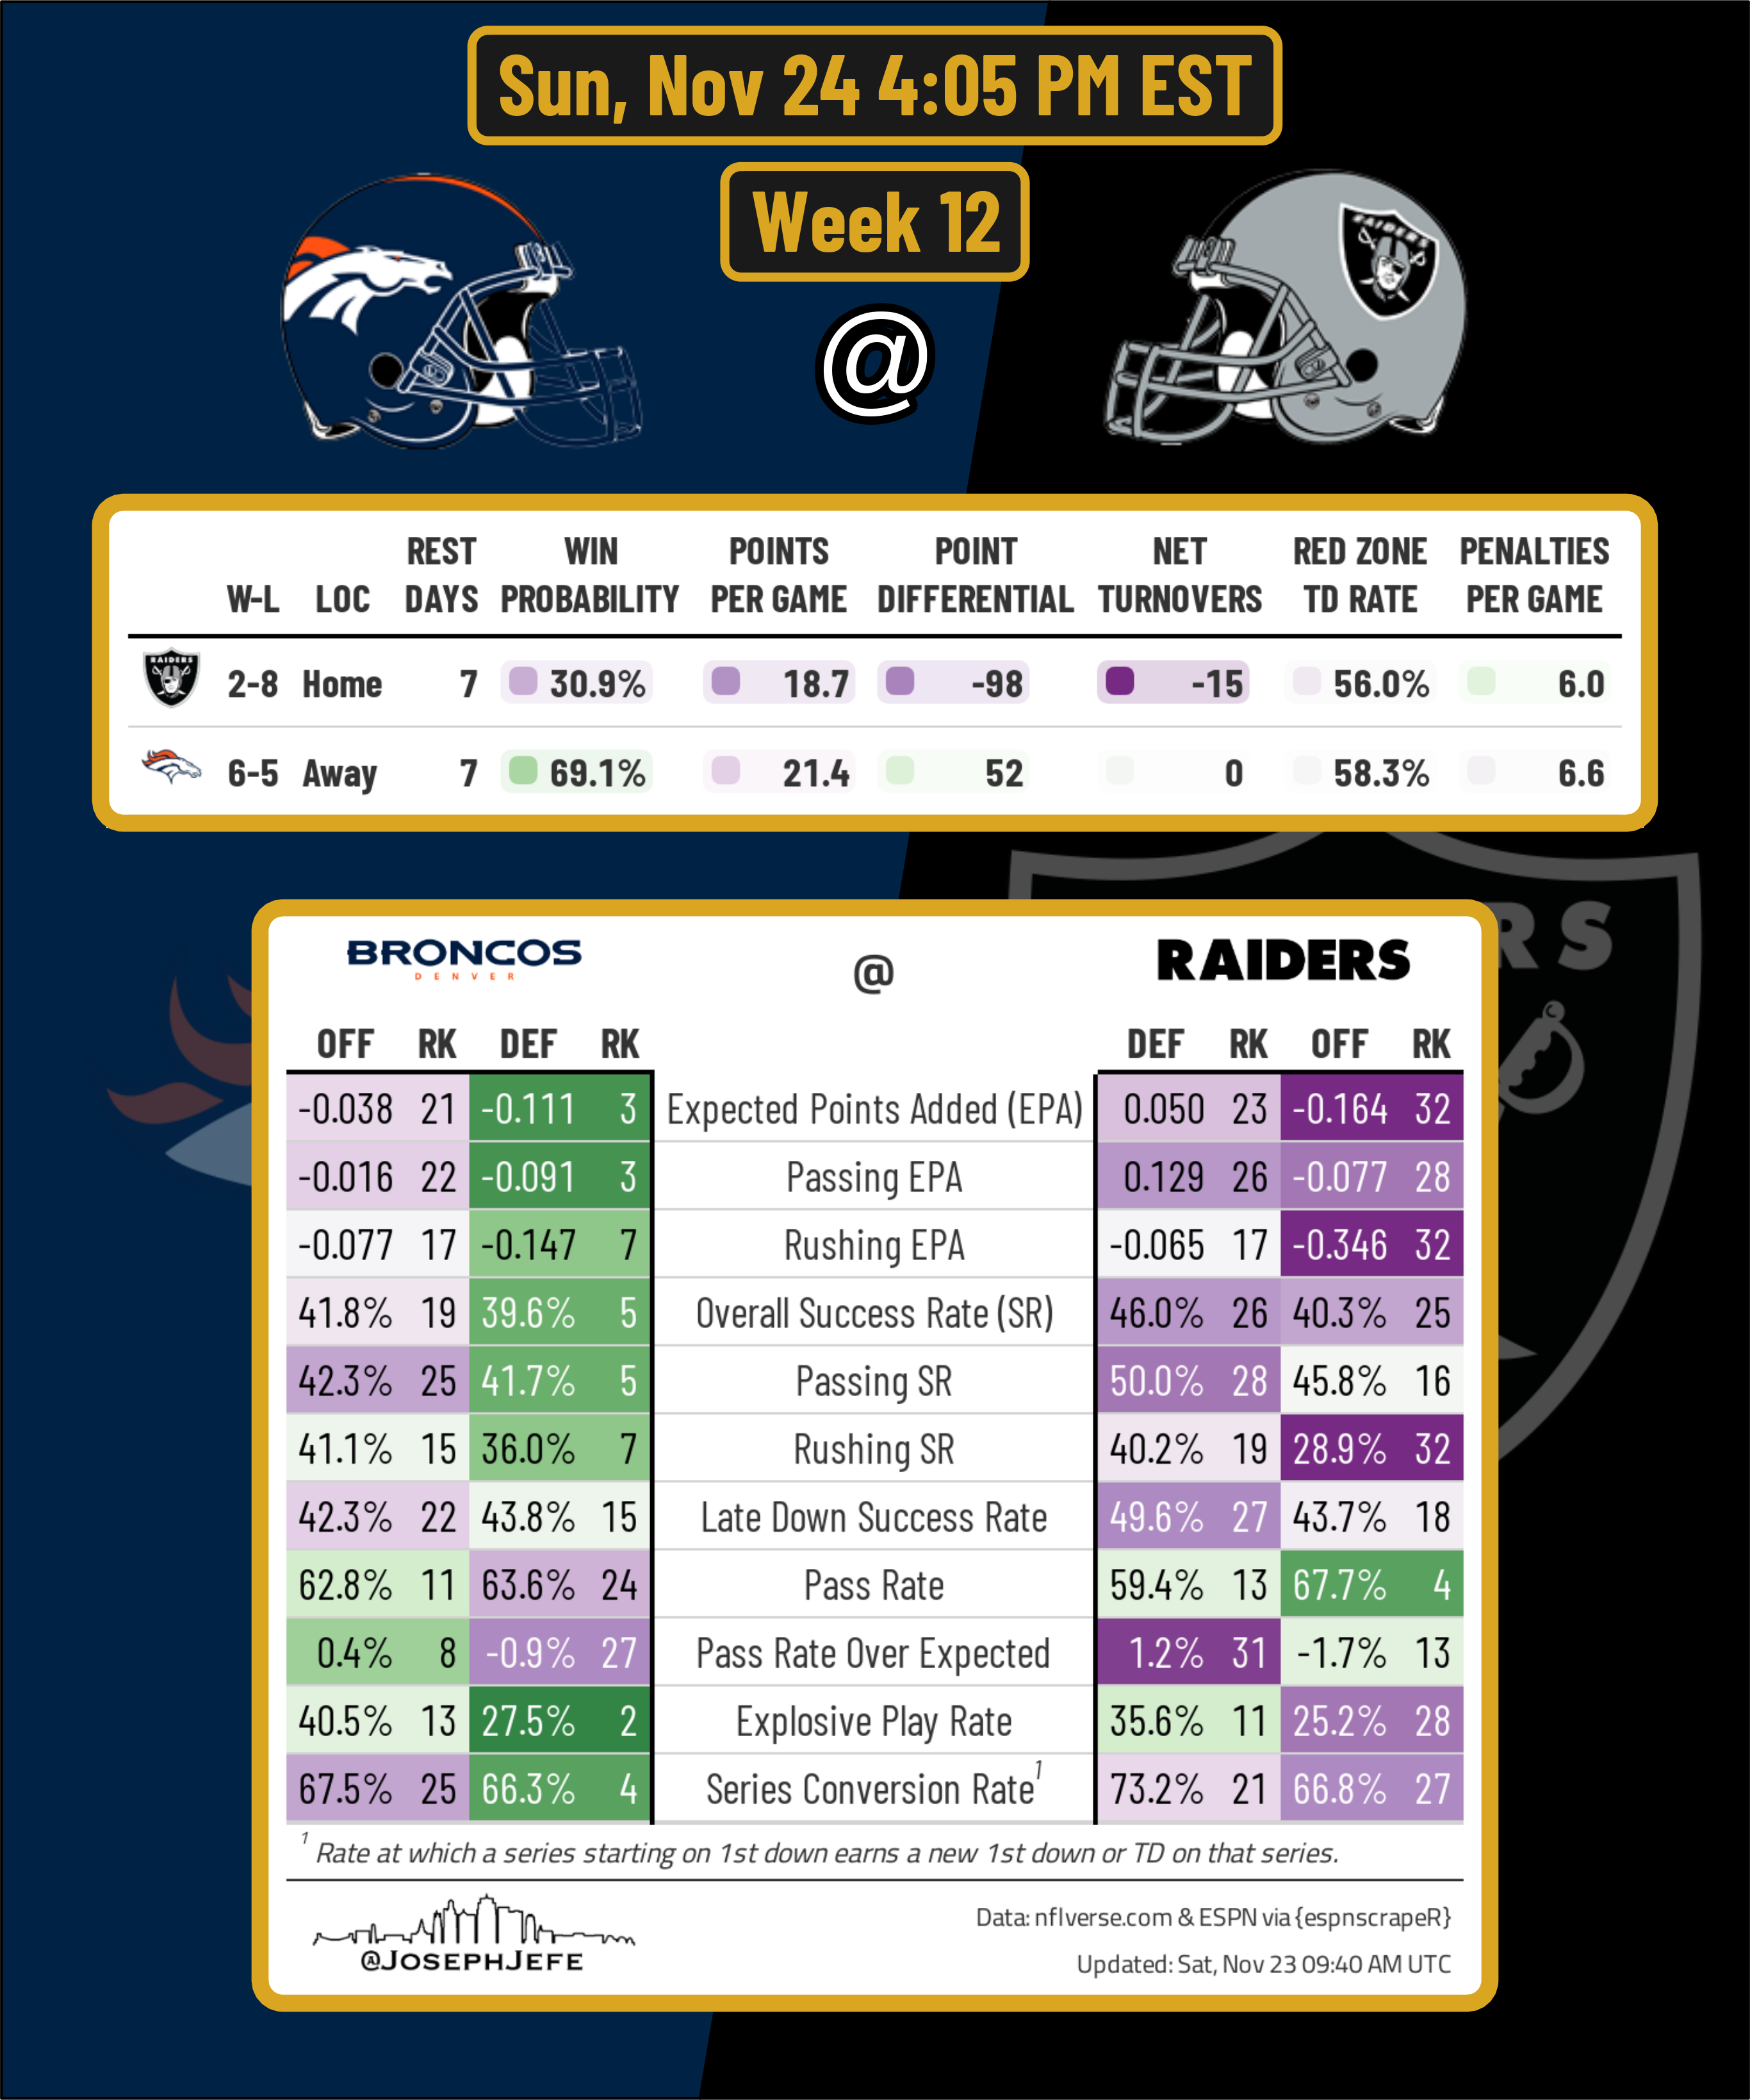 Sun, Nov 24 4:05 PM EST
Week 12
@
RAIDERS
REST WIN POINTS POINT NET RED ZONE PENALTIES
W-L LOC DAYS PROBABILITY PER GAME DIFFERENTIAL TURNOVERS TD RATE PER GAME
RAIDERS 2-8 Home 7 30.9% 18.7 -98 -15 56.0% 6.0
6-5 Away 7 69.1% 21.4 52 0 58.3% 6.6
RS
BRONCOS @ RAIDERS
DENVER
OFF RK DEF RK DEF RK OFF RK
-0.038 21 -0.111 3 Expected Points Added (EPA) 0.050 23 -0.164 32
-0.016 22 -0.091 3 Passing EPA 0.129 26 -0.077 28
-0.077 17 -0.147 7 Rushing EPA -0.065 17 -0.346 32
41.8% 19 39.6% 5 Overall Success Rate (SR) 46.0% 26 40.3% 25
42.3% 25 41.7% 5 Passing SR 50.0% 28 45.8% 16
41.1% 15 36.0% 7 Rushing SR 40.2% 19 28.9% 32
42.3% 22 43.8% 15 Late Down Success Rate 49.6% 27 43.7% 18
62.8% 11 63.6% 24 Pass Rate 59.4% 13 67.7% 4
0.4% 8 -0.9% 27 Pass Rate Over Expected 1.2% 31 -1.7% 13
40.5% 13 27.5% 2 Explosive Play Rate 35.6% 11 25.2% 28
67.5% 25 66.3% 4 Series Conversion Rate¹ 73.2% 21 66.8% 27
¹ Rate at which a series starting on 1st down earns a new 1st down or TD on that series.
@JOSEPHJEFE
Data: nflverse.com & ESPN via {espnscrapeR}
Updated: Sat, Nov 23 09:40 AM UTC